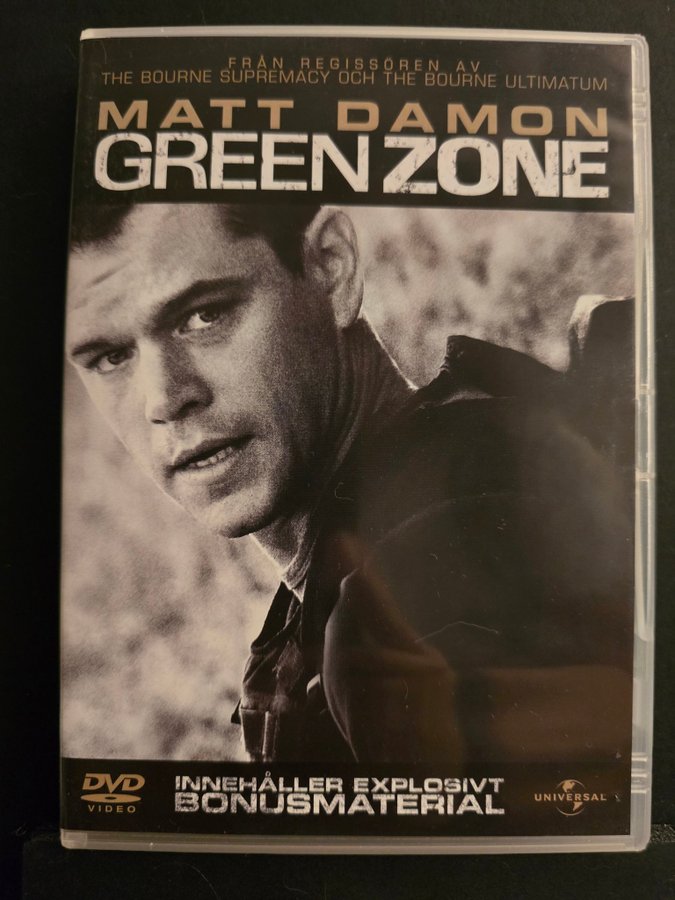 FRÅN REGISSÖREN AV
THE BOURNE SUPREMACY OCH THE BOURNE ULTIMATUM
MATT DAMON
GREEN ZONE
DVD
VIDEO
INNEHÅLLER EXPLOSIVT
BONUSMATERIAL
UNIVERSAL